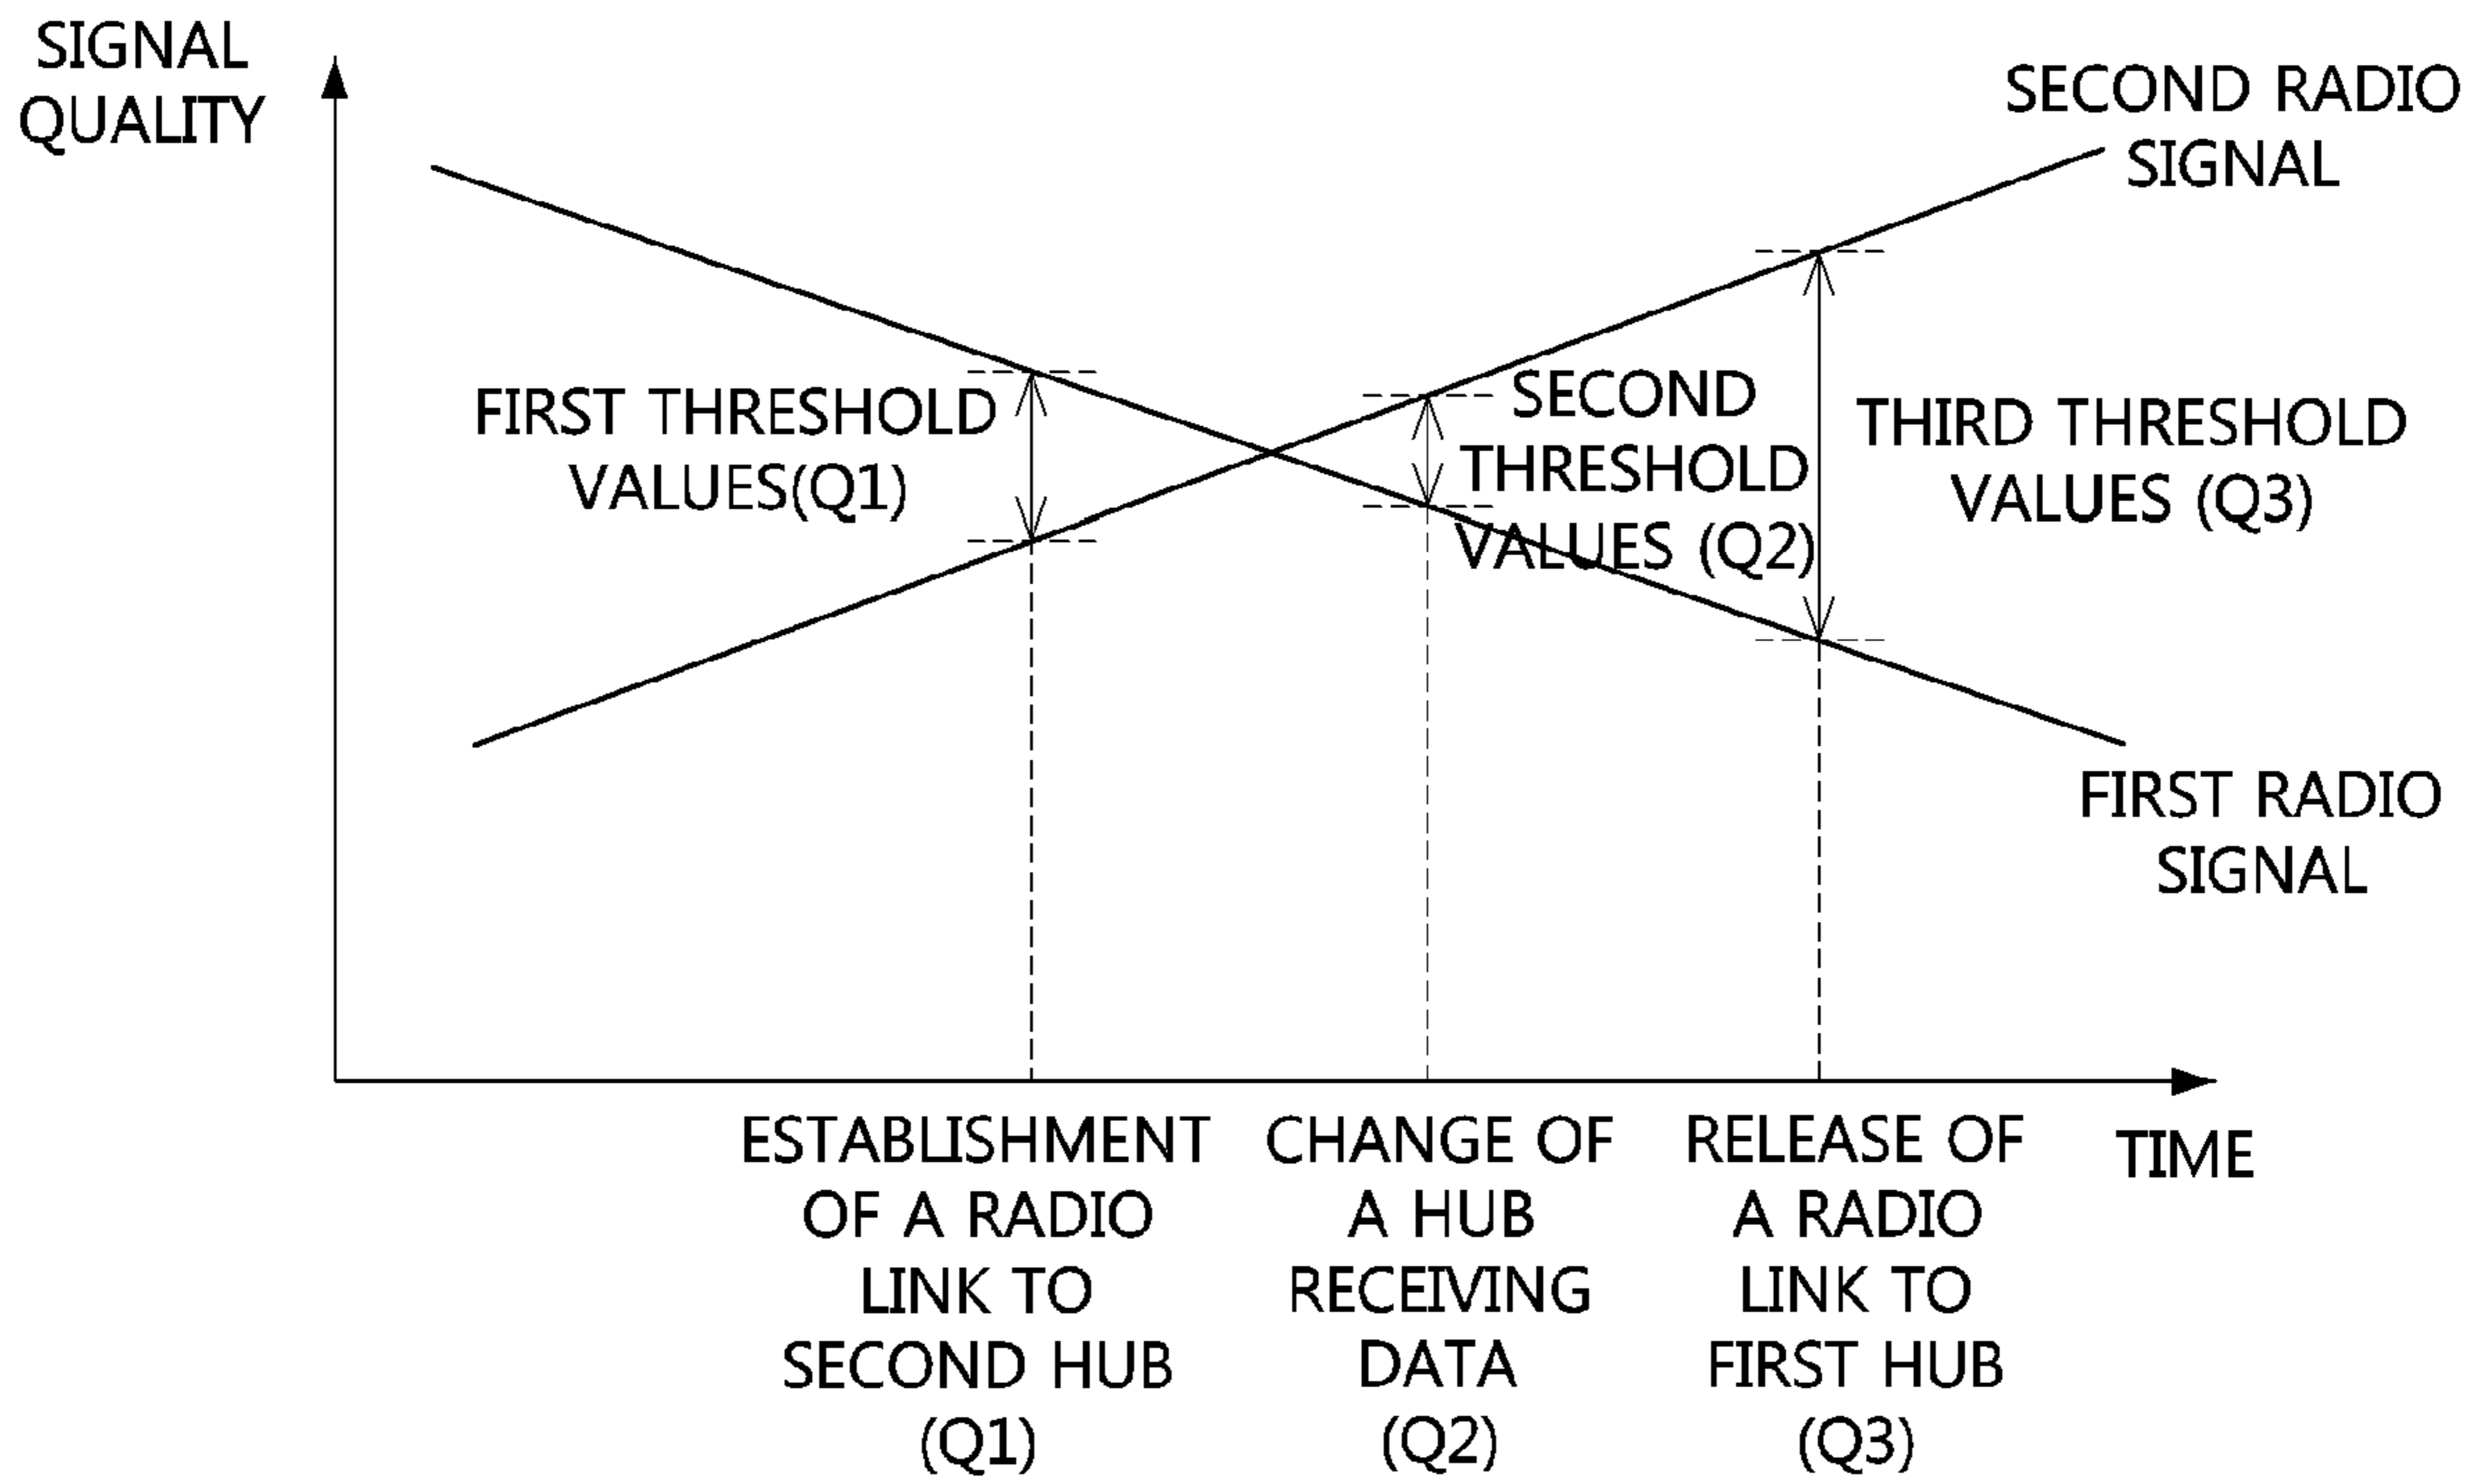 SIGNAL
QUALITY
SECOND RADIO
SIGNAL
FIRST THRESHOLD
VALUES(Q1)
SECOND
THRESHOLD
VALUES (Q2)
THIRD THRESHOLD
VALUES (Q3)
FIRST RADIO
SIGNAL
ESTABLISHMENT
OF A RADIO
LINK TO
SECOND HUB
(Q1)
CHANGE OF
A HUB
RECEIVING
DATA
(Q2)
RELEASE OF
A RADIO
LINK TO
FIRST HUB
(Q3)
TIME